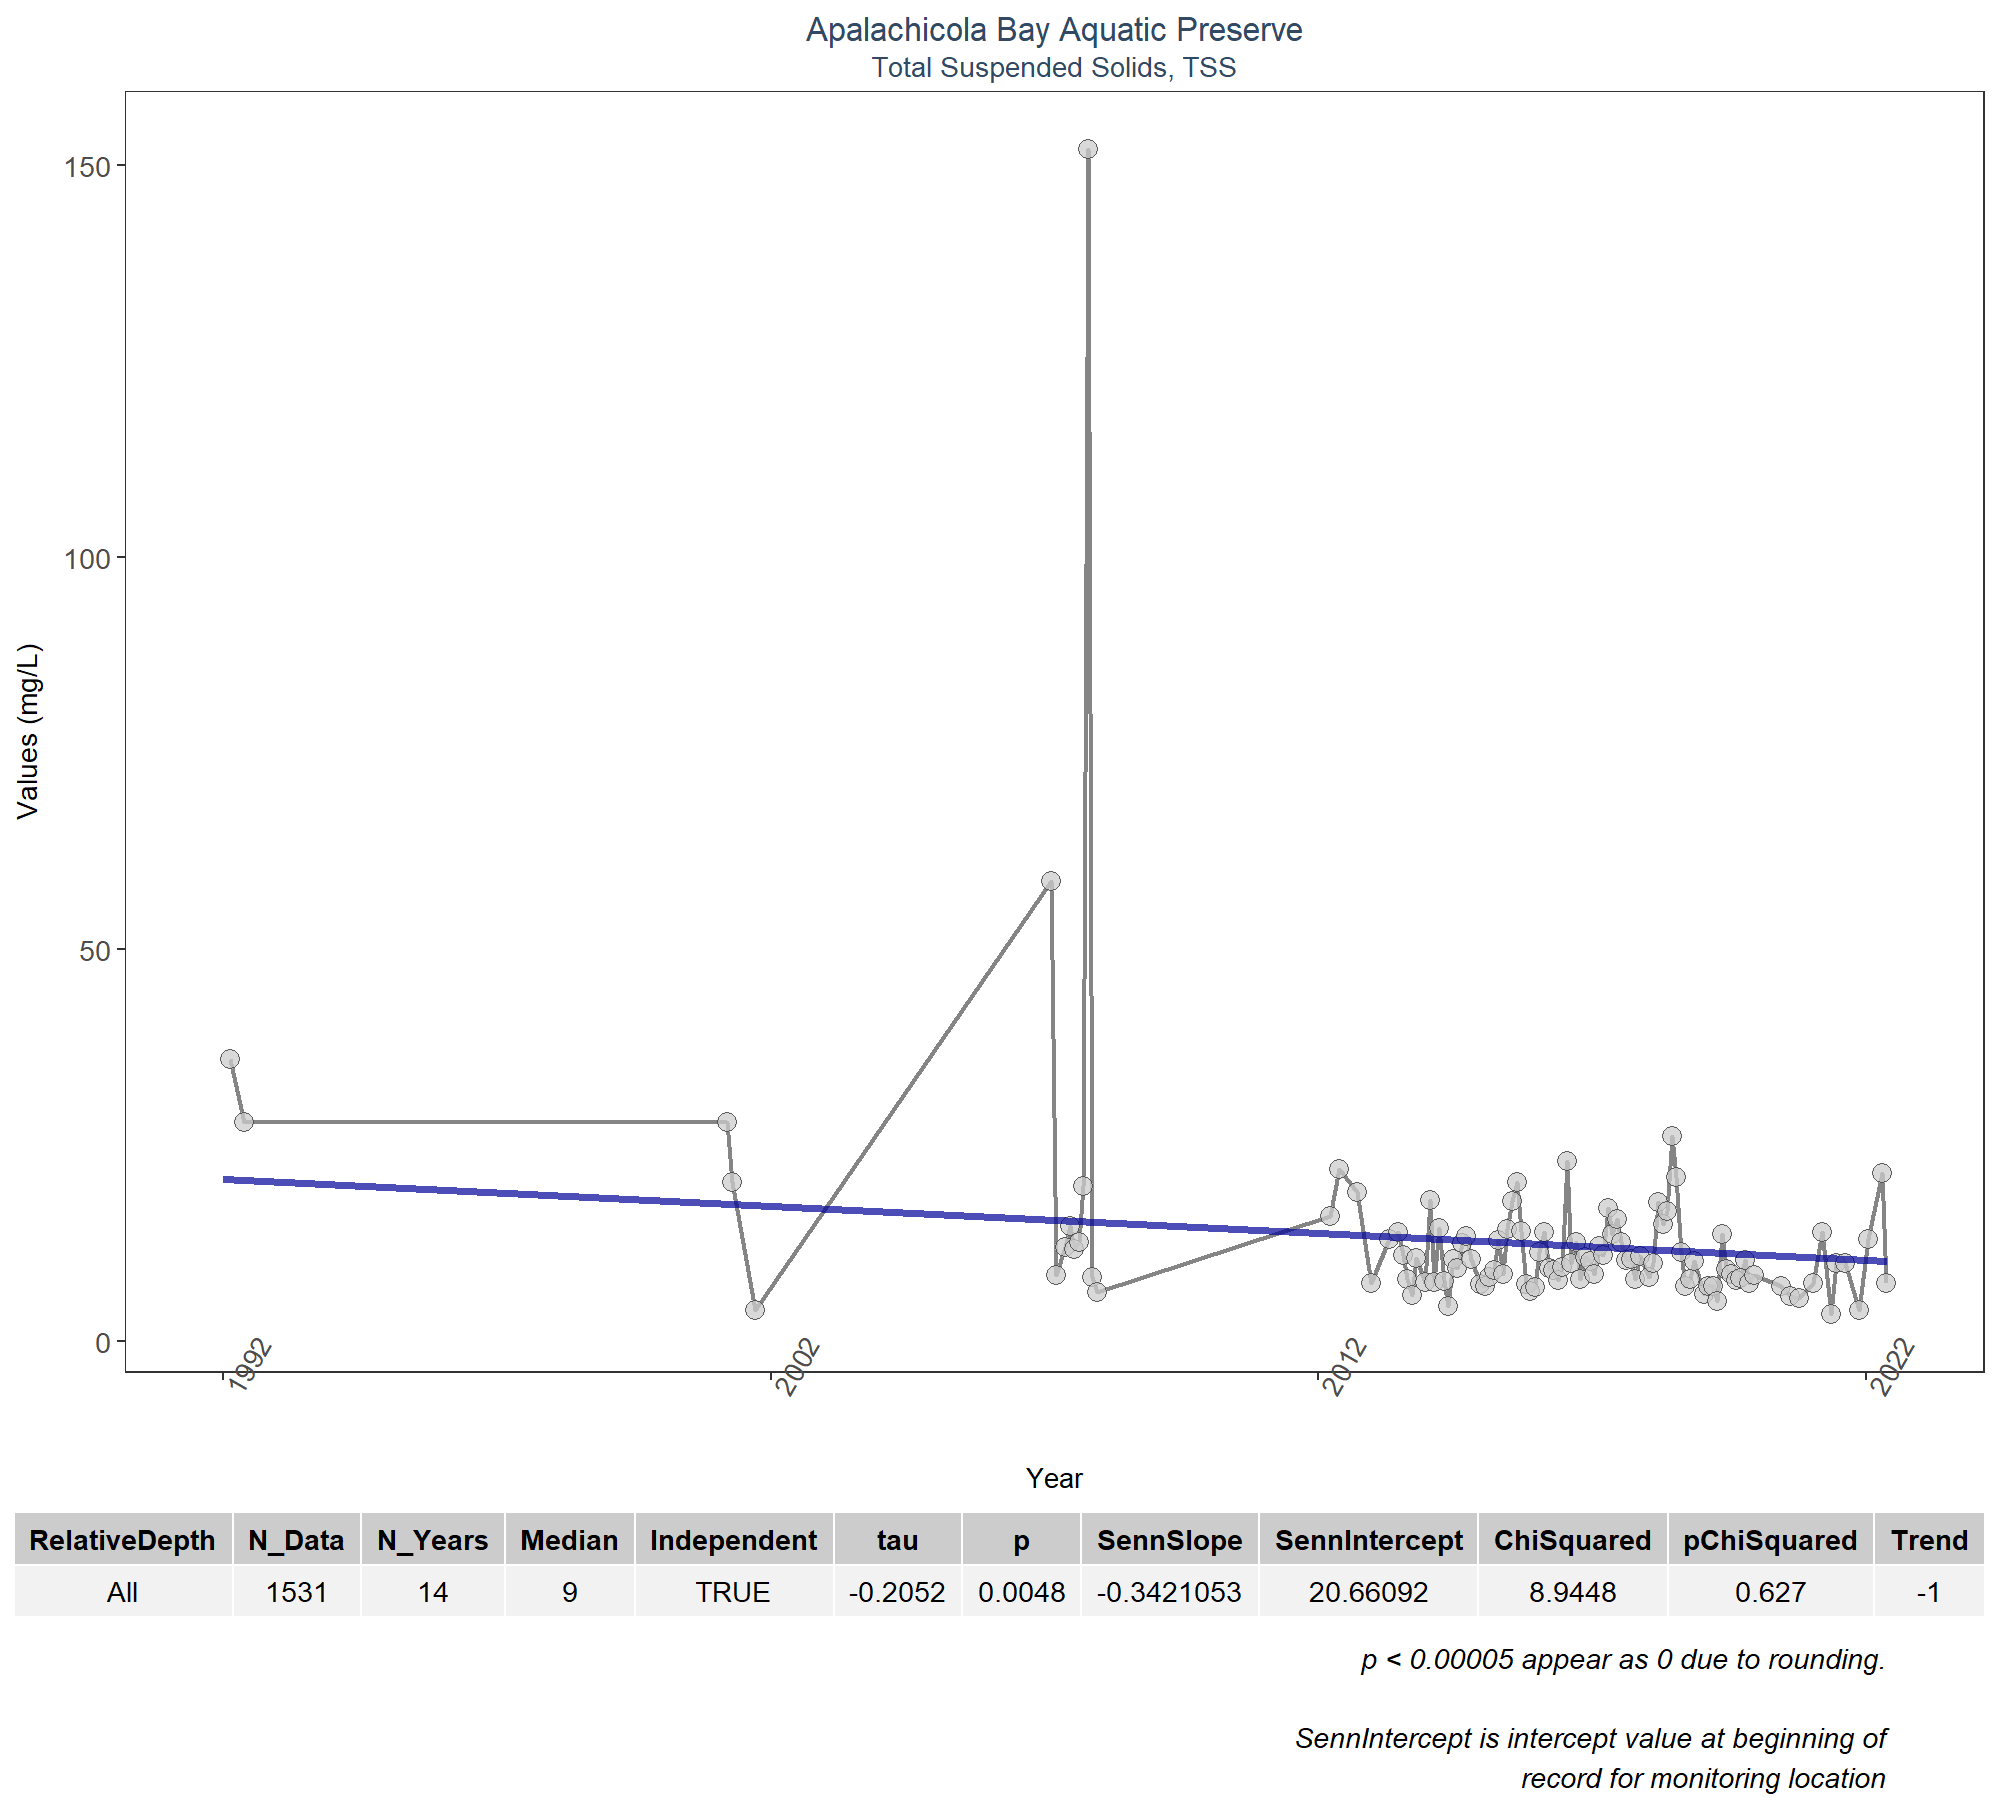 Apalachicola Bay Aquatic Preserve
Total Suspended Solids, TSS
150
100
50
0
Values (mg/L)
1992
2002
2012
2022
Year
RelativeDepth N_Data N_Years Median Independent tau p SennSlope SennIntercept ChiSquared pChiSquared Trend
All 1531 14 9 TRUE -0.2052 0.0048 -0.3421053 20.66092 8.9448 0.627 -1
p < 0.00005 appear as 0 due to rounding.
SennIntercept is intercept value at beginning of
record for monitoring location